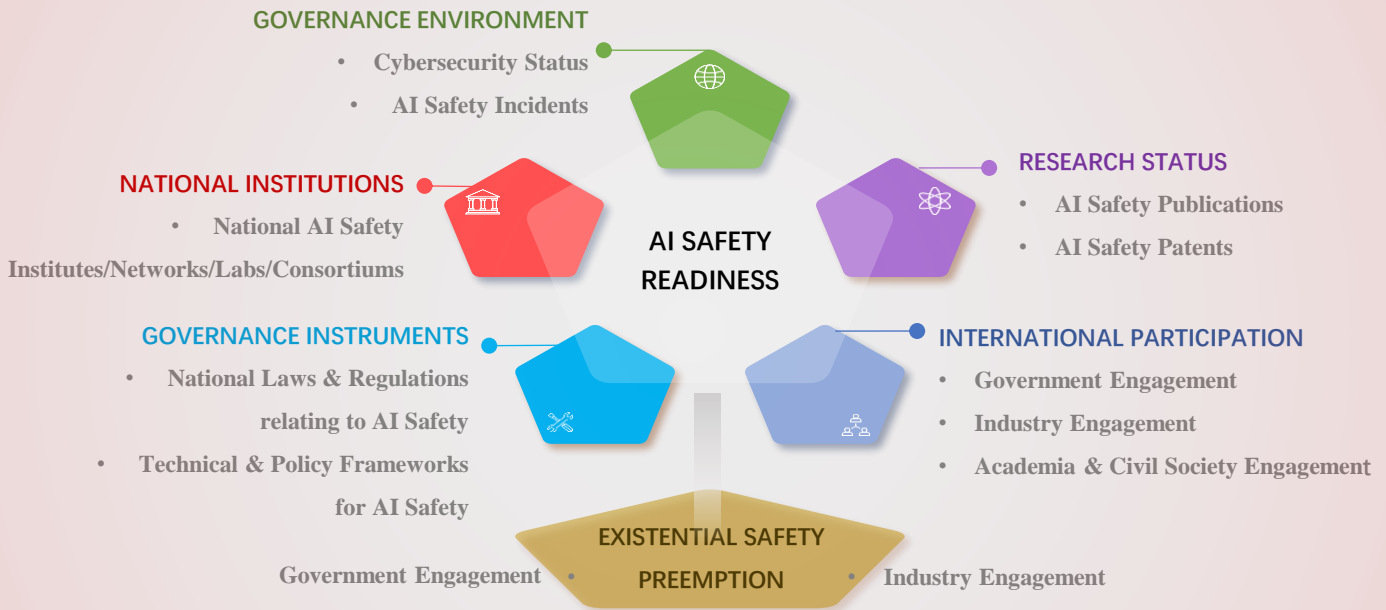 GOVERNANCE ENVIRONMENT
• Cybersecurity Status
• AI Safety Incidents
NATIONAL INSTITUTIONS
• National AI Safety
Institutes/Networks/Labs/Consortiums
RESEARCH STATUS
• AI Safety Publications
• AI Safety Patents
AI SAFETY
READINESS
GOVERNANCE INSTRUMENTS
• National Laws & Regulations
relating to AI Safety
• Technical & Policy Frameworks
for AI Safety
INTERNATIONAL PARTICIPATION
• Government Engagement
• Industry Engagement
• Academia & Civil Society Engagement
EXISTENTIAL SAFETY
PREEMPTION
Government Engagement •
• Industry Engagement